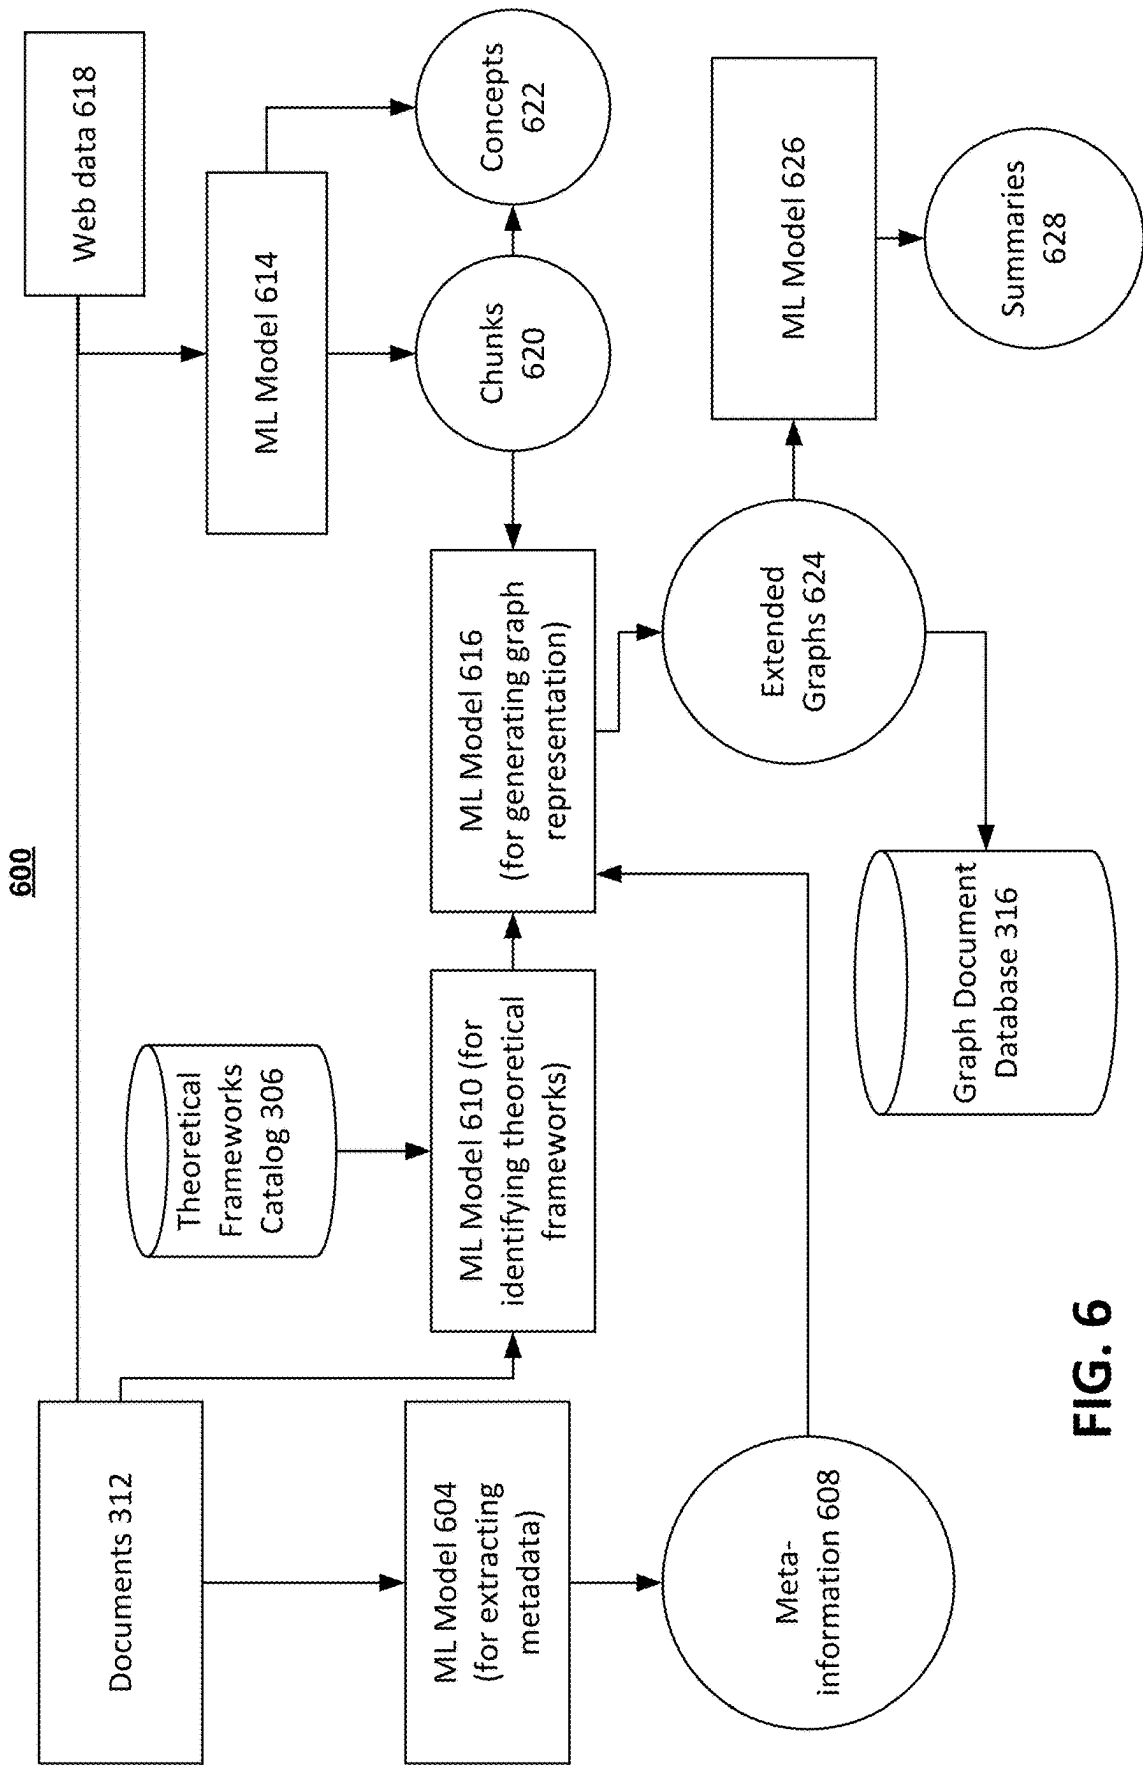 600
Documents 312
Web data 618
Theoretical
Frameworks
Catalog 306
ML Model 614
ML Model 604
(for extracting
metadata)
ML Model 610 (for
identifying theoretical
frameworks)
ML Model 616
(for generating graph
representation)
Chunks
620
Concepts
622
Meta-
information 608
Extended
Graphs 624
ML Model 626
Graph Document
Database 316
Summaries
628
FIG. 6